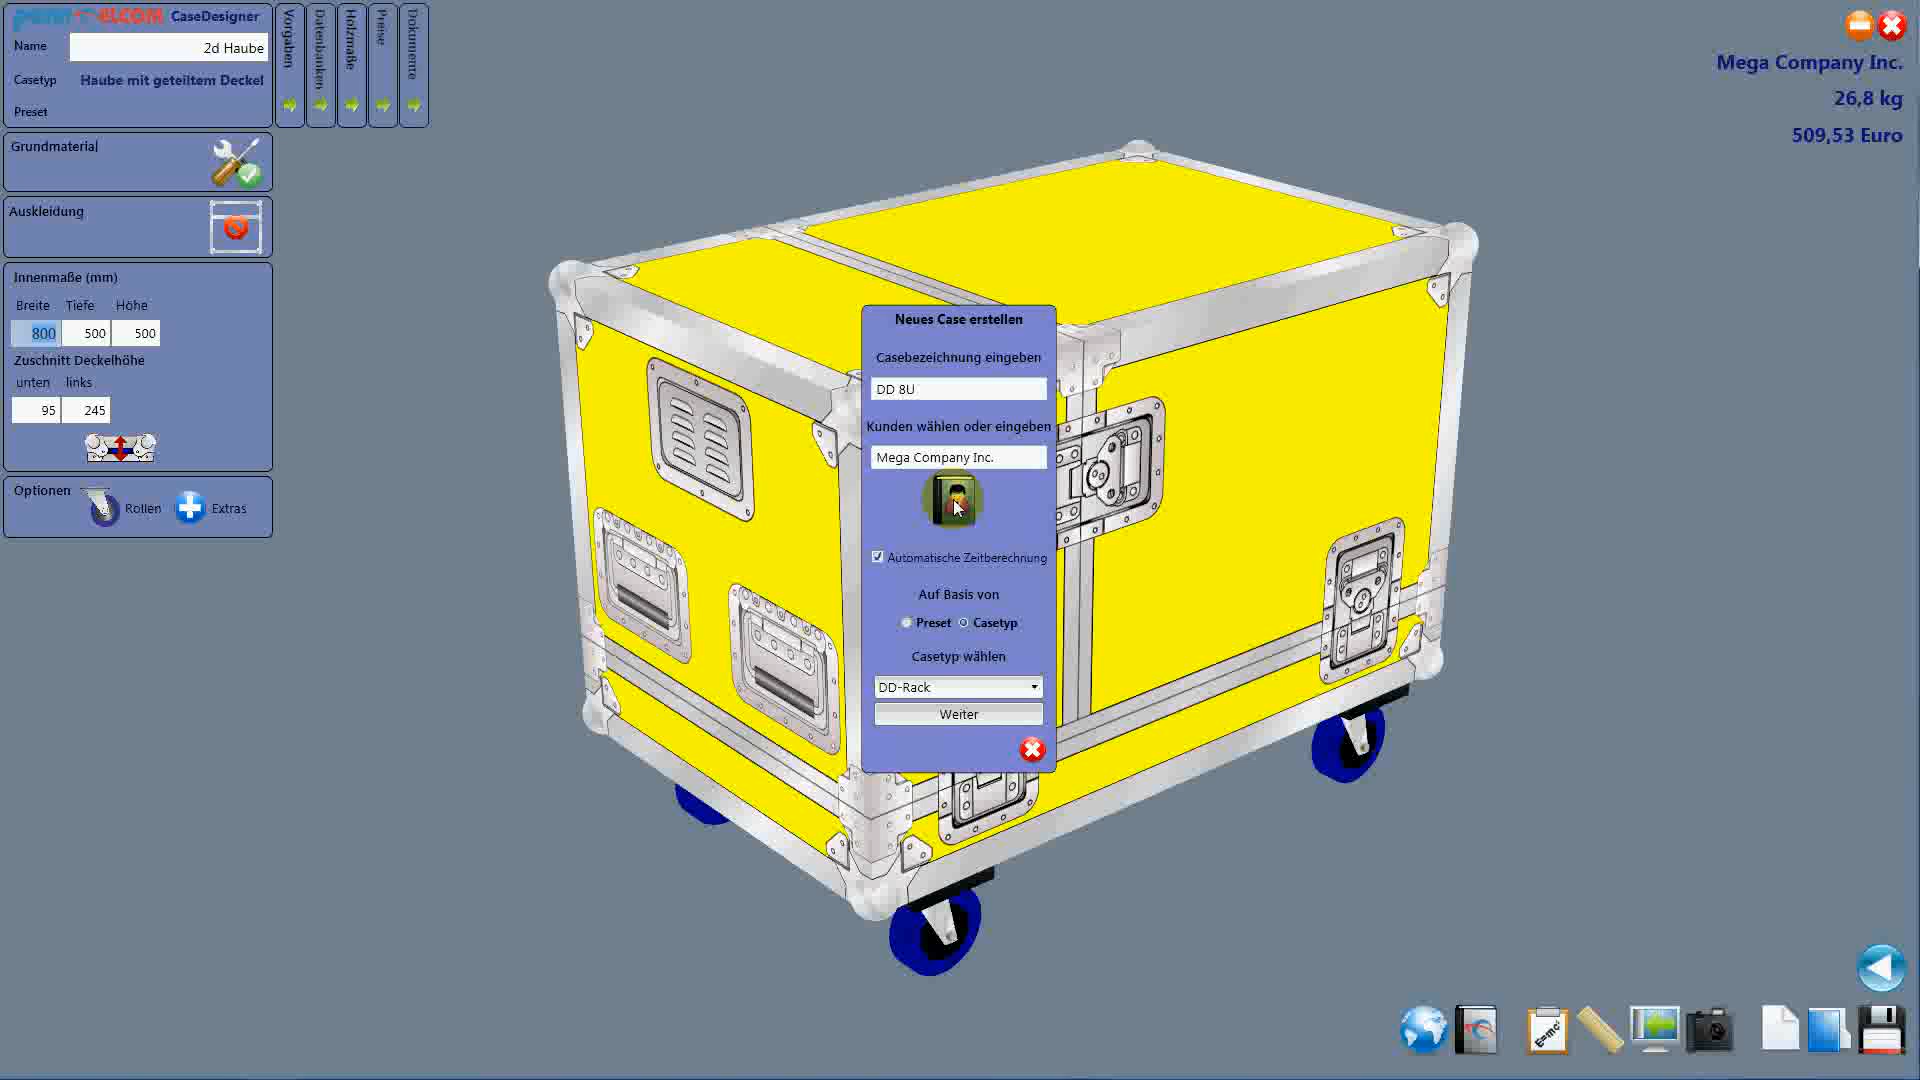 penn elcom CaseDesigner
Name 2d Haube
Casetyp Haube mit geteiltem Deckel
Preset
Vorgaben
Datenbanken
Holzmaße
Preise
Dokumente
Mega Company Inc.
26,8 kg
509,53 Euro
Grundmaterial
Auskleidung
Innenmaße (mm)
Breite Tiefe Höhe
800 500 500
Zuschnitt Deckelhöhe
unten links
95 245
Optionen Rollen Extras
Neues Case erstellen
Casebezeichnung eingeben
DD 8U
Kunden wählen oder eingeben
Mega Company Inc.
Automatische Zeitberechnung
Auf Basis von
Preset Casetyp
Casetyp wählen
DD-Rack
Weiter
E=mc²